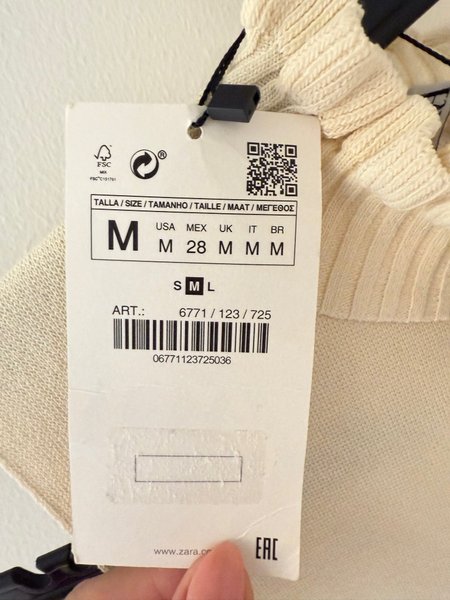 FSC
MIX
®
TALLA / SIZE / TAMANHO / TAILLE / MAAT / ΜΕΓΕΘΟΣ
M
USA MEX UK IT BR
M 28 M M M
S M L
ART.: 6771 / 123 / 725
06771123725036
www.zara.co
EAC